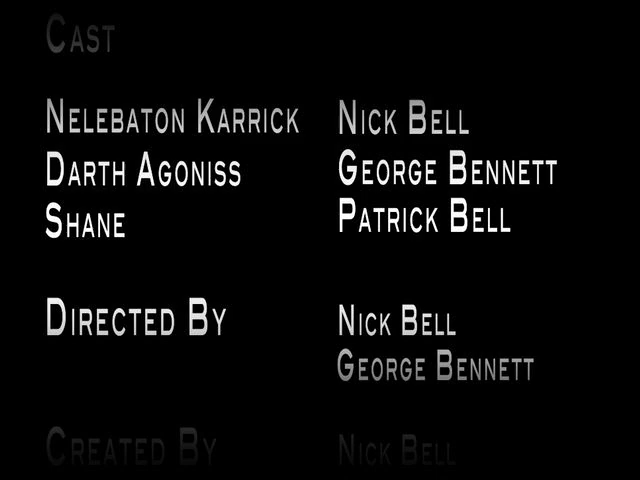 Cast
Nelebaton Karrick Nick Bell
Darth Agoniss George Bennett
Shane Patrick Bell
Directed By Nick Bell
George Bennett
Created By Nick Bell